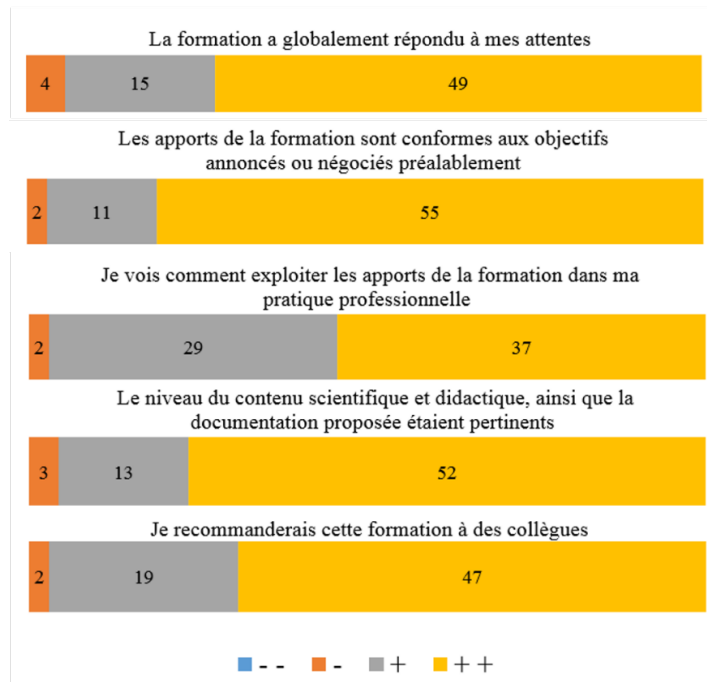 La formation a globalement répondu à mes attentes
4 15 49
Les apports de la formation sont conformes aux objectifs
annoncés ou négociés préalablement
2 11 55
Je vois comment exploiter les apports de la formation dans ma
pratique professionnelle
2 29 37
Le niveau du contenu scientifique et didactique, ainsi que la
documentation proposée étaient pertinents
3 13 52
Je recommanderais cette formation à des collègues
2 19 47
- - - + + +